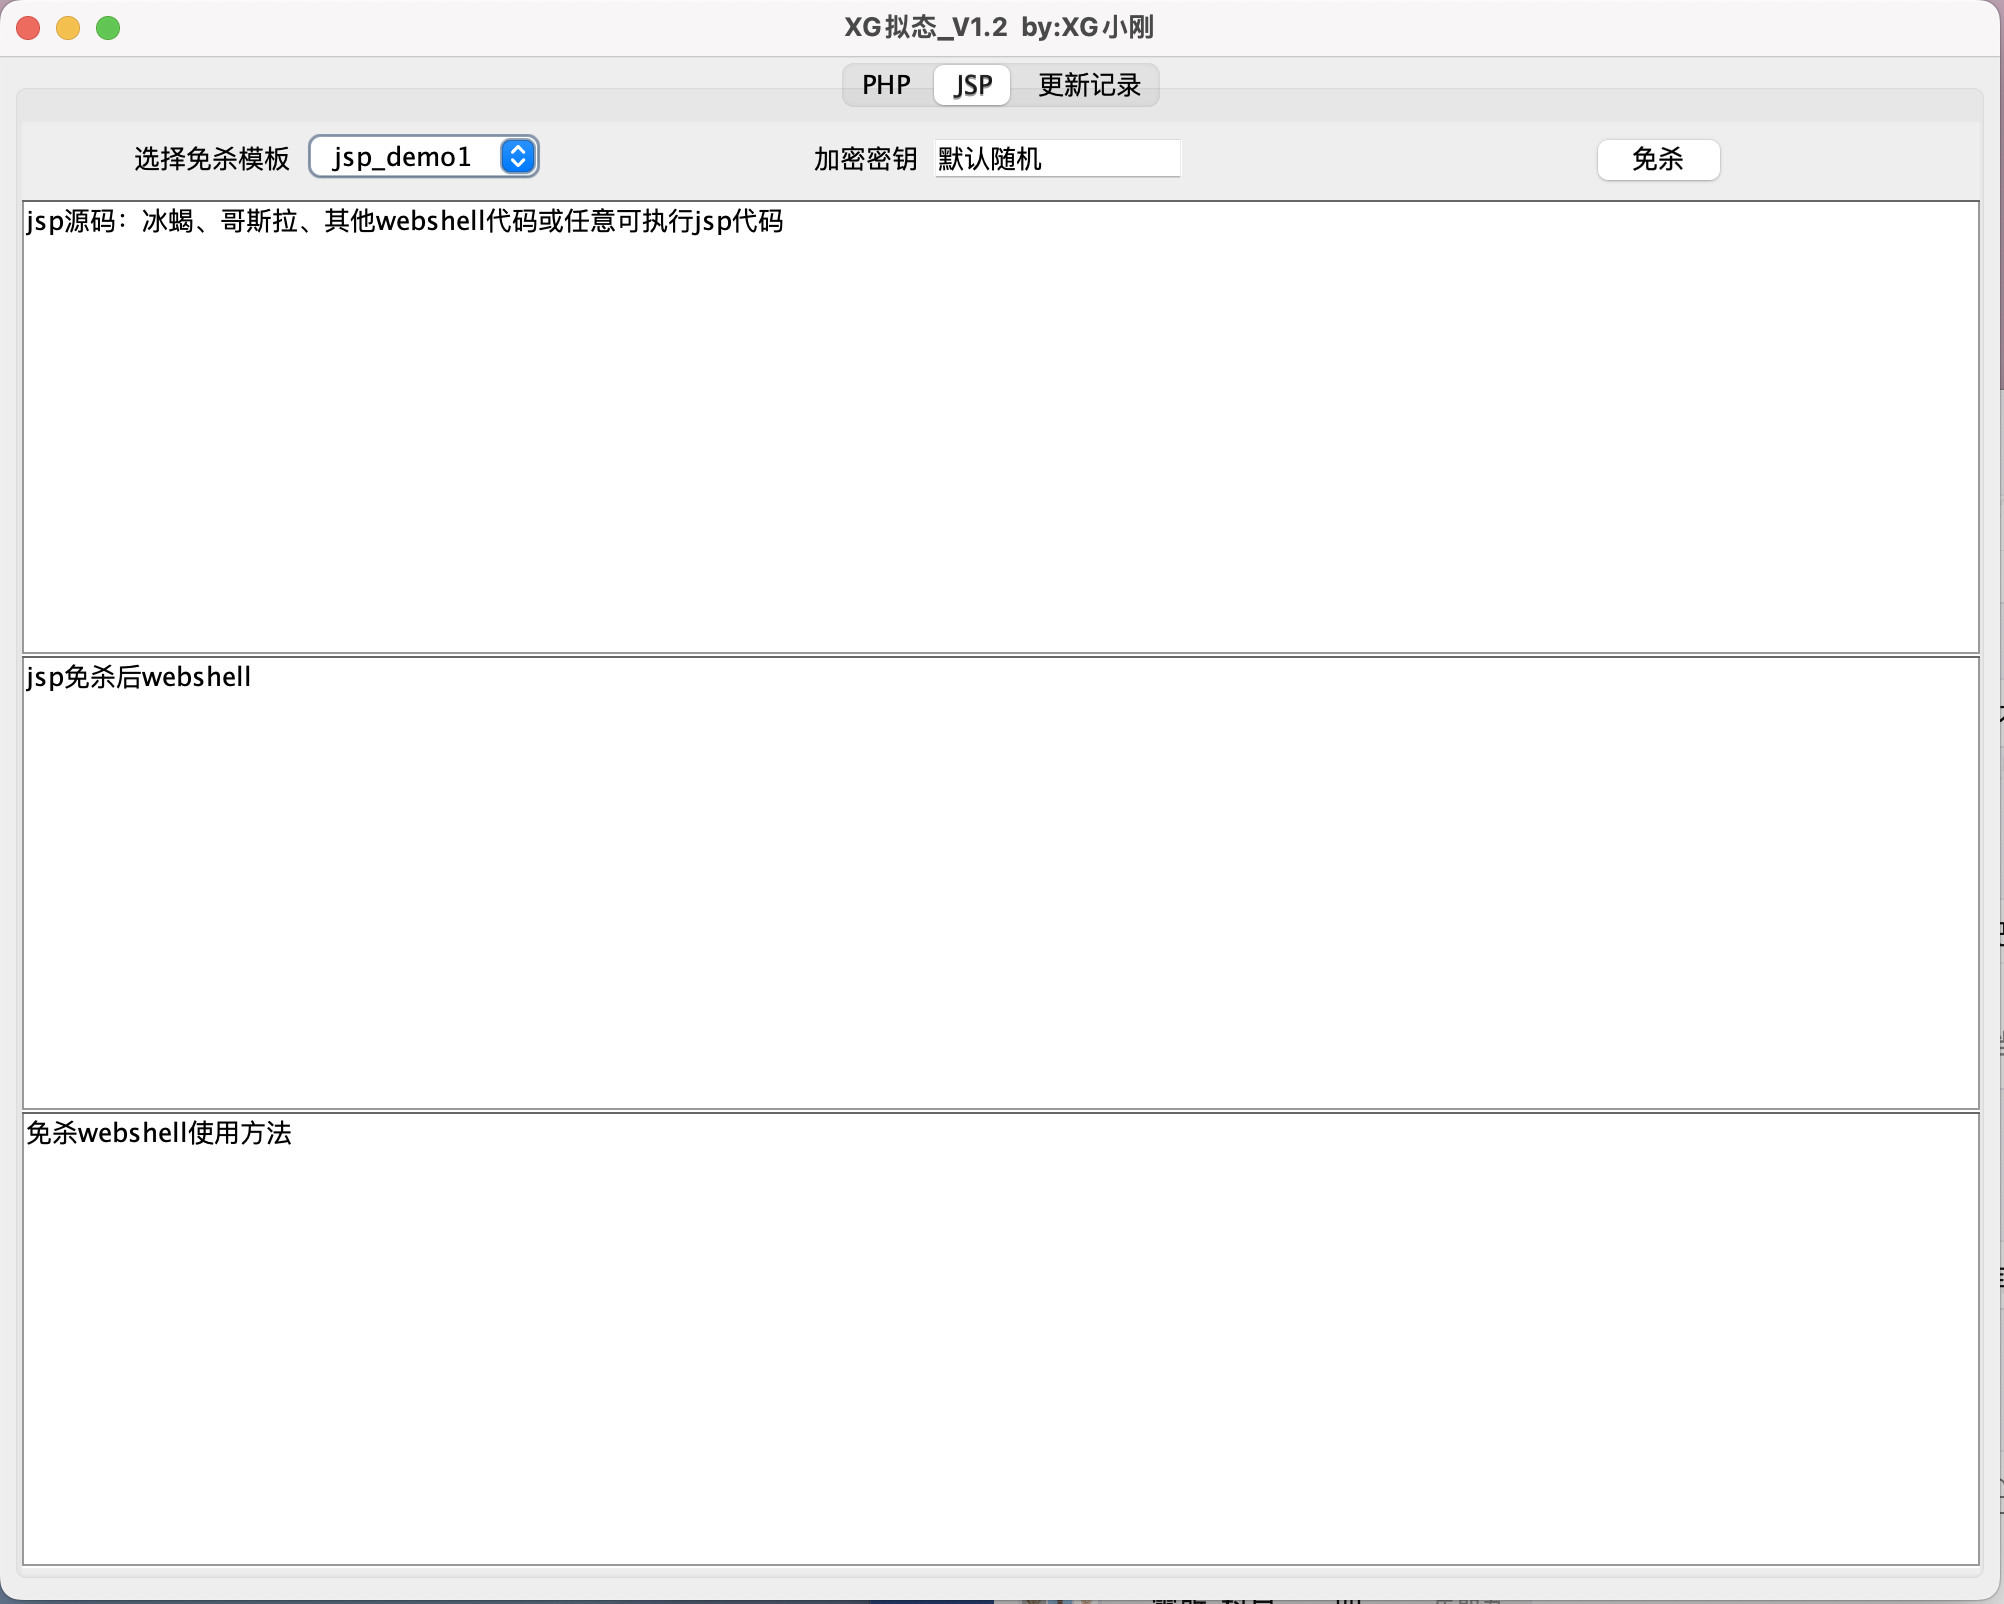 XG拟态_V1.2 by:XG小刚
PHP JSP 更新记录
选择免杀模板 jsp_demo1 加密密钥 默认随机 免杀
jsp源码：冰蝎、哥斯拉、其他webshell代码或任意可执行jsp代码
jsp免杀后webshell
免杀webshell使用方法